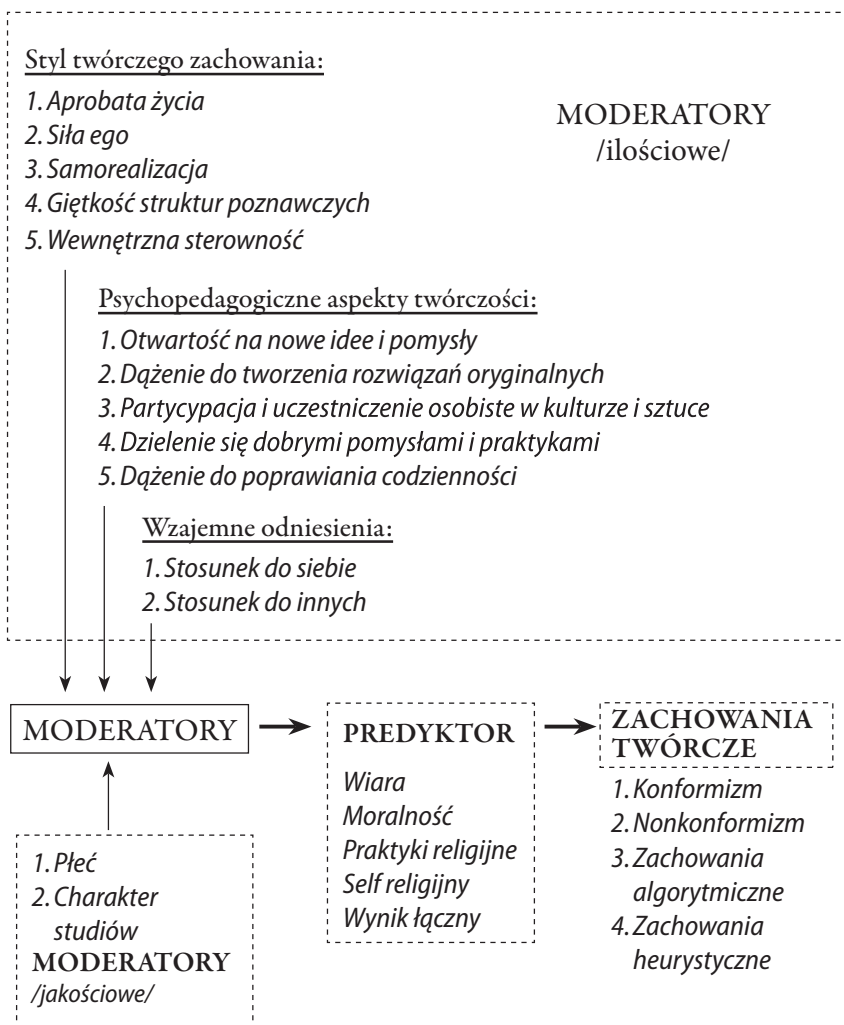 Styl twórczego zachowania:
1. Aprobata życia
2. Siła ego
3. Samorealizacja
4. Giętkość struktur poznawczych
5. Wewnętrzna sterowność
MODERATORY
/ilościowe/
Psychopedagogiczne aspekty twórczości:
1. Otwartość na nowe idee i pomysły
2. Dążenie do tworzenia rozwiązań oryginalnych
3. Partycypacja i uczestniczenie osobiste w kulturze i sztuce
4. Dzielenie się dobrymi pomysłami i praktykami
5. Dążenie do poprawiania codzienności
Wzajemne odniesienia:
1. Stosunek do siebie
2. Stosunek do innych
MODERATORY
1. Płeć
2. Charakter
studiów
MODERATORY
/jakościowe/
PREDYKTOR
Wiara
Moralność
Praktyki religijne
Self religijny
Wynik łączny
ZACHOWANIA
TWÓRCZE
1. Konformizm
2. Nonkonformizm
3. Zachowania
algorytmiczne
4. Zachowania
heurystyczne